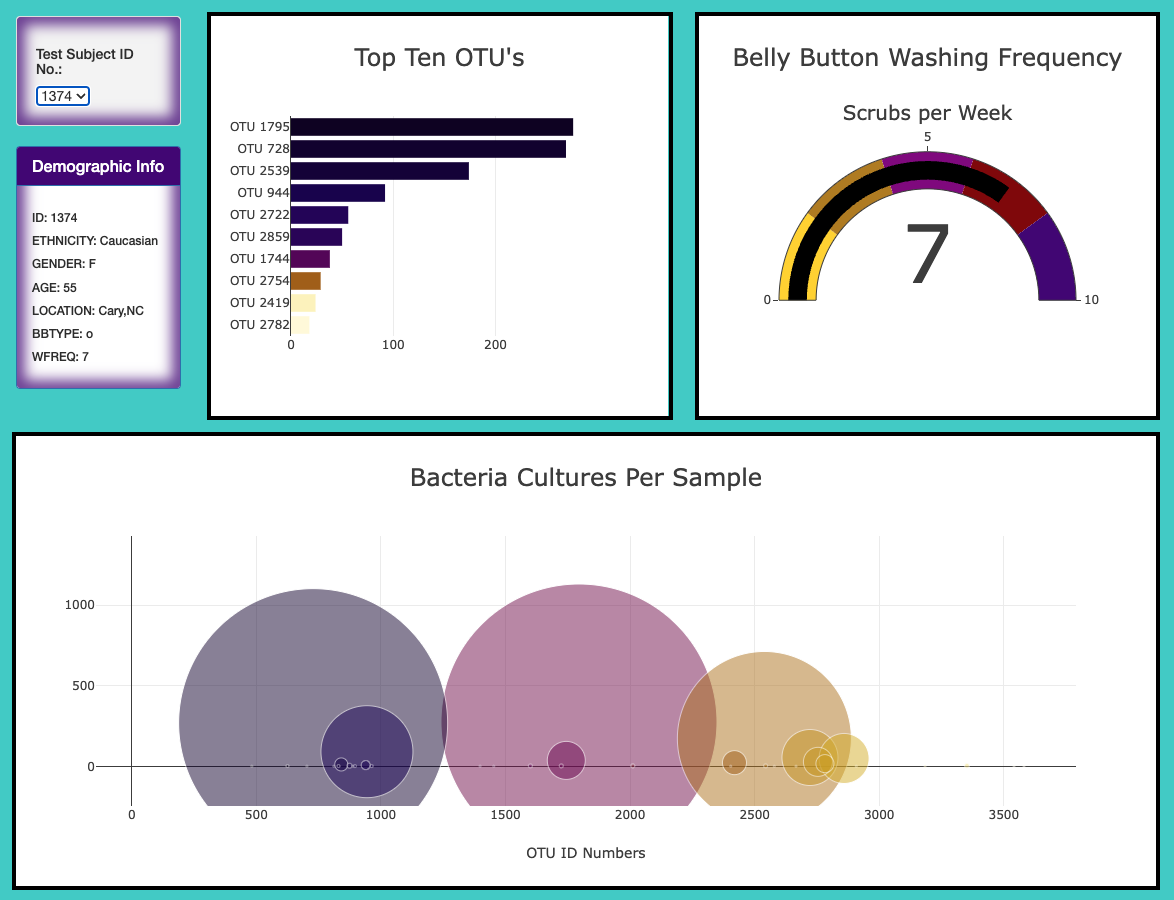 Test Subject ID
No.:
1374
Demographic Info
ID: 1374
ETHNICITY: Caucasian
GENDER: F
AGE: 55
LOCATION: Cary,NC
BBTYPE: o
WFREQ: 7
Top Ten OTU's
OTU 1795
OTU 728
OTU 2539
OTU 944
OTU 2722
OTU 2859
OTU 1744
OTU 2754
OTU 2419
OTU 2782
0 100 200
Belly Button Washing Frequency
Scrubs per Week
5
7
0 10
Bacteria Cultures Per Sample
1000
500
0
0 500 1000 1500 2000 2500 3000 3500
OTU ID Numbers